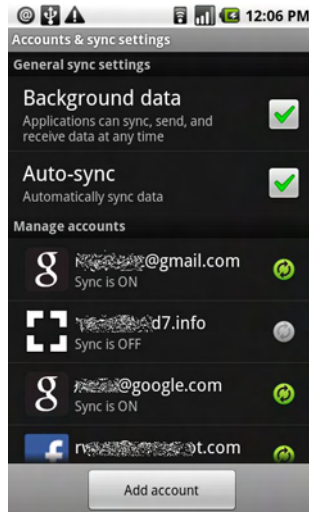 12:06 PM
Accounts & sync settings
General sync settings
Background data
Applications can sync, send, and
receive data at any time
Auto-sync
Automatically sync data
Manage accounts
@gmail.com
Sync is ON
d7.info
Sync is OFF
@google.com
Sync is ON
ot.com
Add account